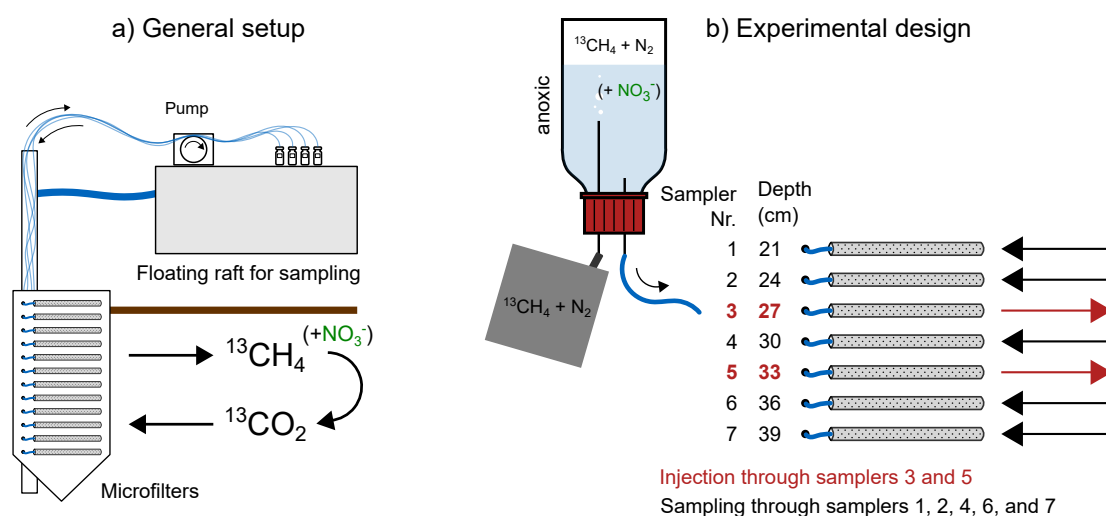 a) General setup
Pump
Floating raft for sampling
(+NO₃⁻)
¹³CH₄
¹³CO₂
Microfilters
b) Experimental design
¹³CH₄ + N₂
(+ NO₃⁻)
anoxic
¹³CH₄ + N₂
Sampler Nr. Depth (cm)
1 21
2 24
3 27
4 30
5 33
6 36
7 39
Injection through samplers 3 and 5
Sampling through samplers 1, 2, 4, 6, and 7